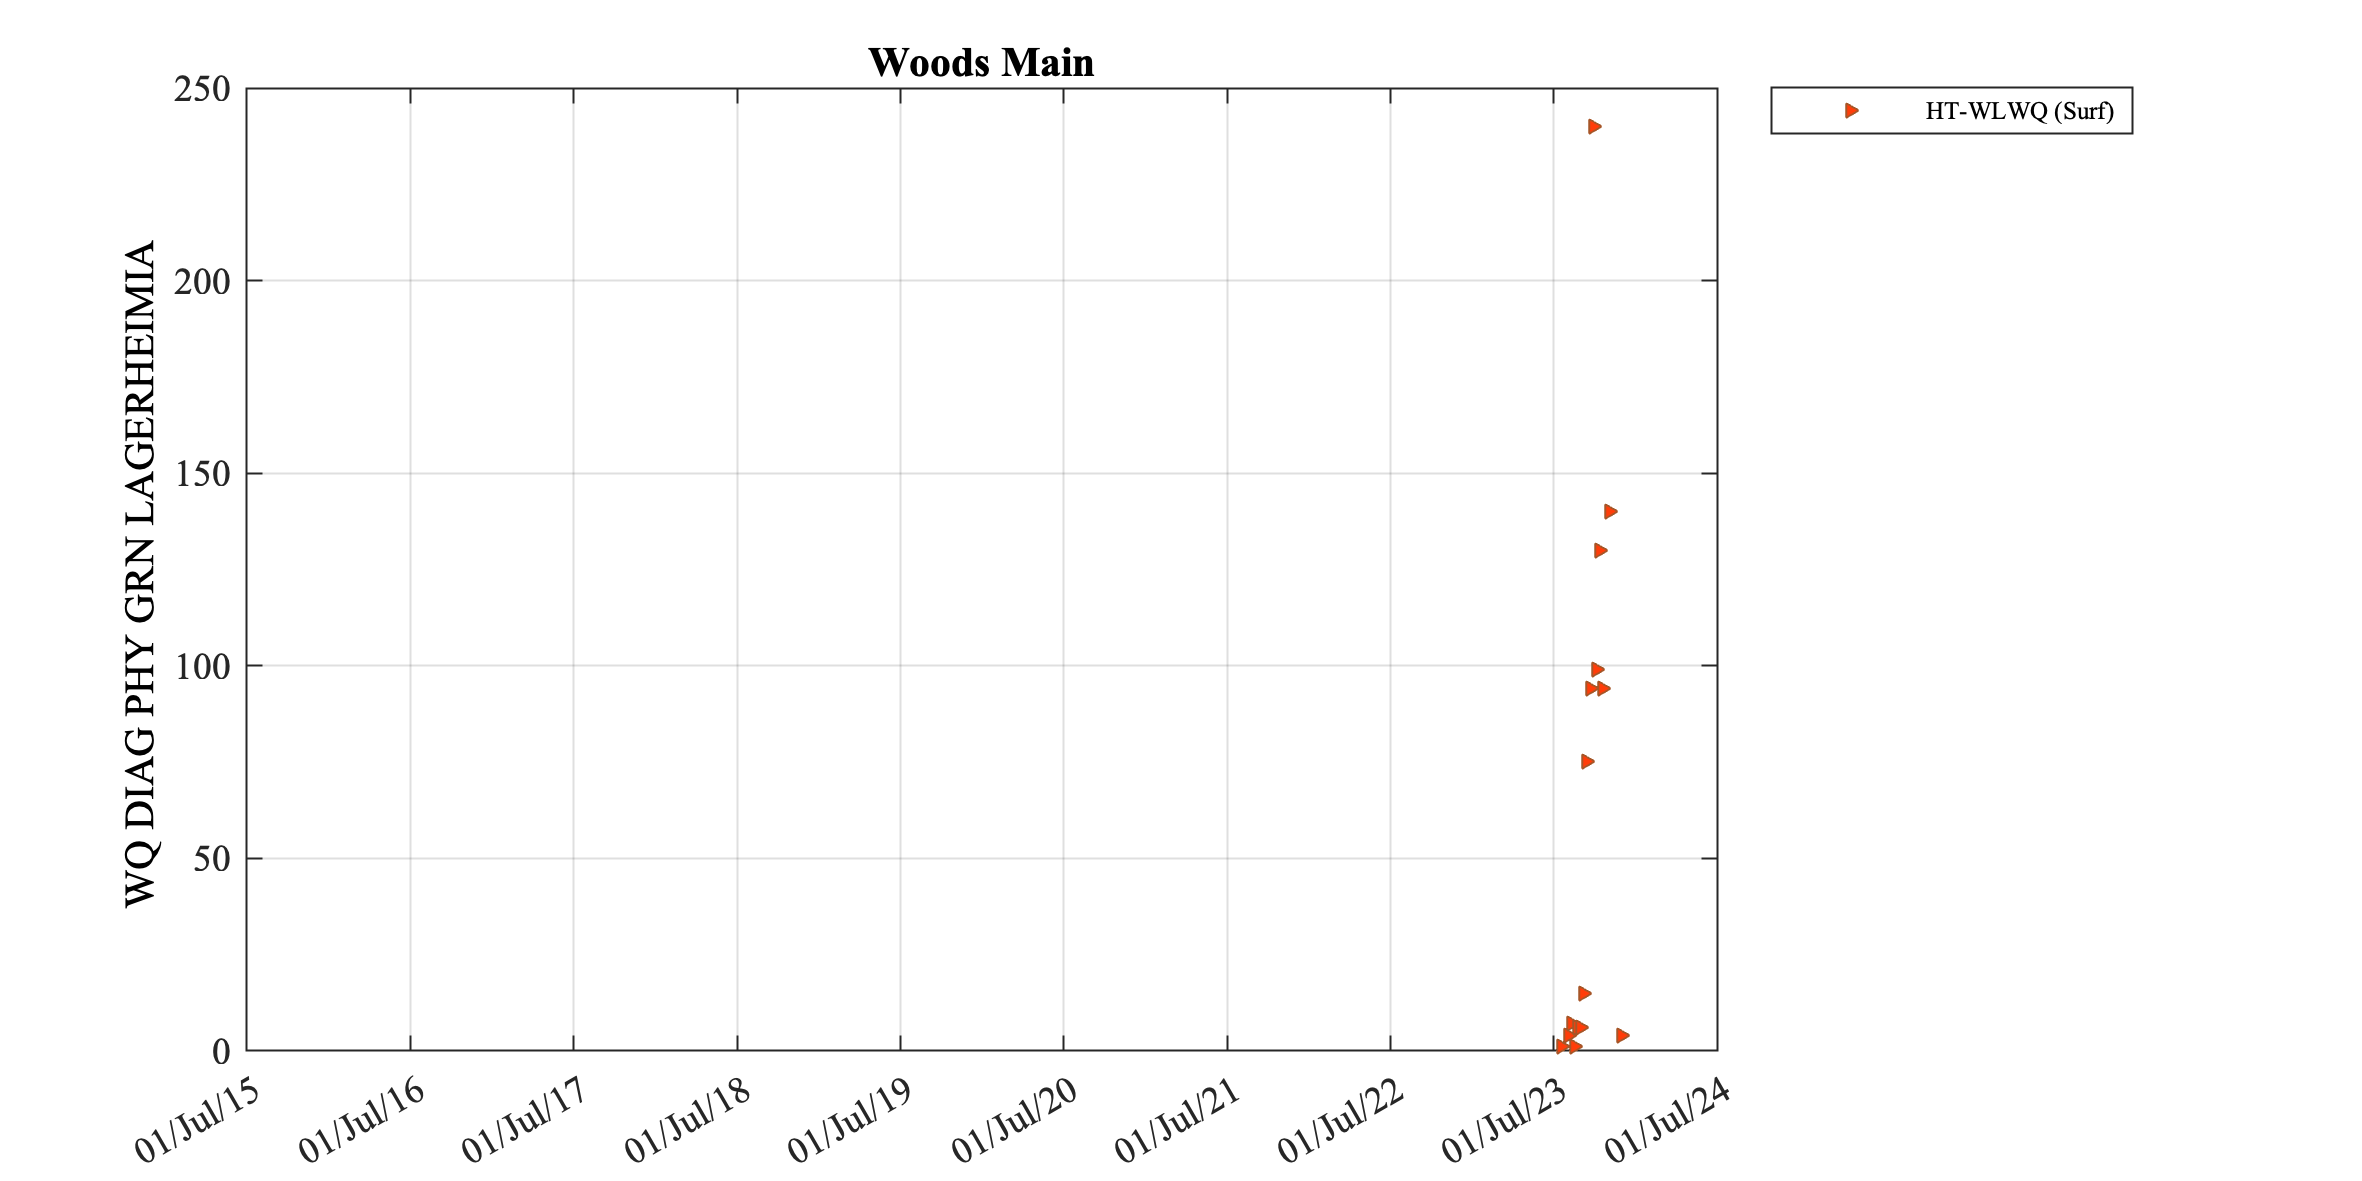 Woods Main
HT-WLWQ (Surf)
WQ DIAG PHY GRN LAGERHEIMIA
250
200
150
100
50
0
01/Jul/15
01/Jul/16
01/Jul/17
01/Jul/18
01/Jul/19
01/Jul/20
01/Jul/21
01/Jul/22
01/Jul/23
01/Jul/24